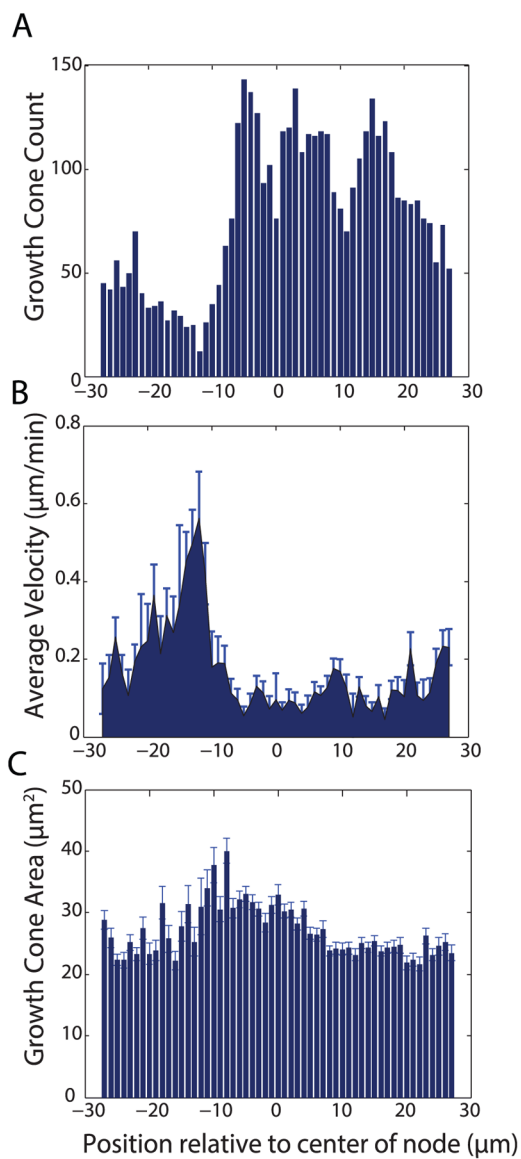 A
Growth Cone Count
150
100
50
0
−30 −20 −10 0 10 20 30
B
Average Velocity (μm/min)
0.8
0.6
0.4
0.2
0
−30 −20 −10 0 10 20 30
C
Growth Cone Area (μm²)
50
40
30
20
10
0
−30 −20 −10 0 10 20 30
Position relative to center of node (μm)